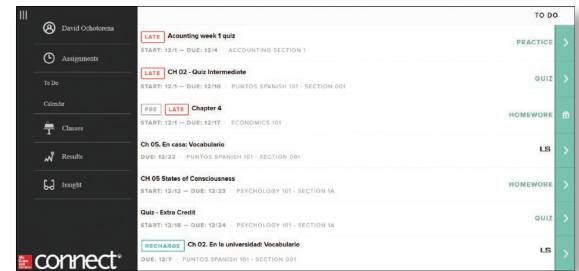 David Ochotorena
Assignments
To Do
Calendar
Classes
Results
Insight
Mc Graw Hill Education
connect®
TO DO
LATE Acounting week 1 quiz
START: 12/1 — DUE: 12/4 · ACCOUNTING SECTION 1
PRACTICE
LATE CH 02 - Quiz Intermediate
START: 12/1 — DUE: 12/10 · PUNTOS SPANISH 101 - SECTION 001
QUIZ
PRE LATE Chapter 4
START: 12/1 — DUE: 12/17 · ECONOMICS 101
HOMEWORK
Ch 05. En casa: Vocabulario
DUE: 12/22 · PUNTOS SPANISH 101 - SECTION 001
LS
CH 05 States of Consciousness
START: 12/12 — DUE: 12/23 · PSYCHOLOGY 101 - SECTION 1A
HOMEWORK
Quiz - Extra Credit
START: 12/18 — DUE: 12/24 · PSYCHOLOGY 101 - SECTION 1A
QUIZ
RECHARGE Ch 02. En la universidad: Vocabulario
DUE: 12/7 · PUNTOS SPANISH 101 - SECTION 001
LS